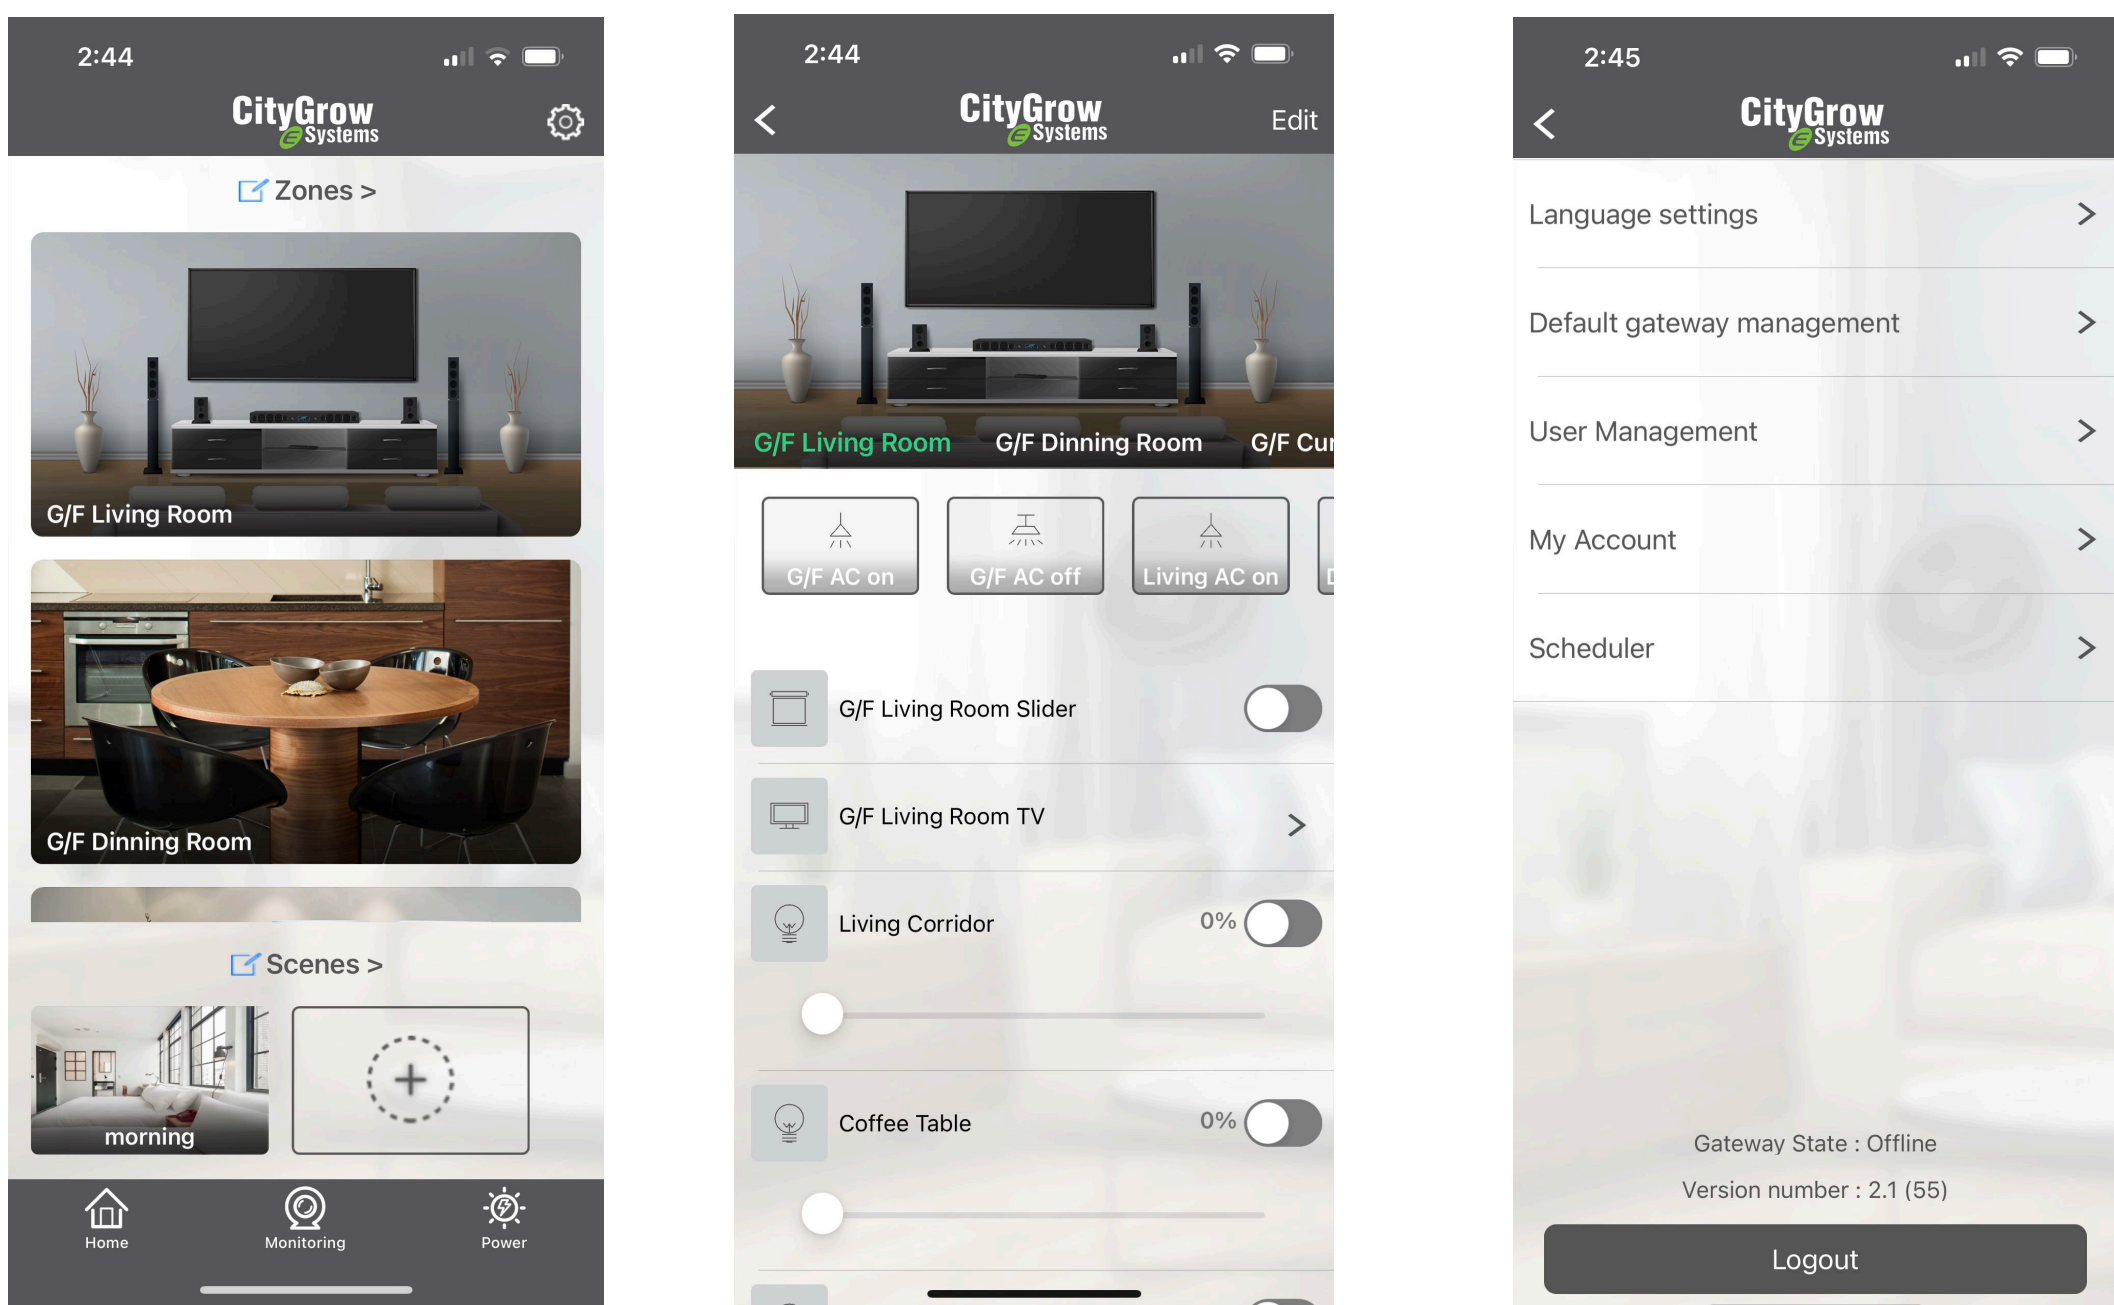 2:44
CityGrow
Systems
Zones >
G/F Living Room
G/F Dinning Room
Scenes >
morning
Home
Monitoring
Power
2:44
CityGrow
Systems
Edit
G/F Living Room
G/F Dinning Room
G/F Cur
G/F AC on
G/F AC off
Living AC on
G/F Living Room Slider
G/F Living Room TV
Living Corridor
0%
Coffee Table
0%
2:45
CityGrow
Systems
Language settings
Default gateway management
User Management
My Account
Scheduler
Gateway State : Offline
Version number : 2.1 (55)
Logout